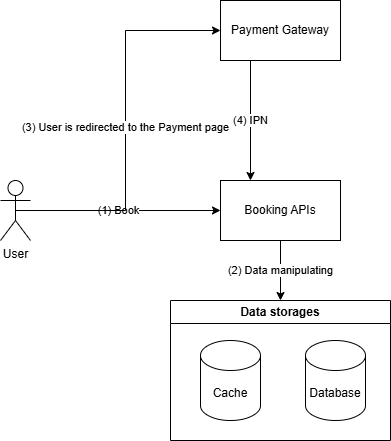 Payment Gateway
(4) IPN
(3) User is redirected to the Payment page
(1) Book
Booking APIs
User
(2) Data manipulating
Data storages
Cache
Database